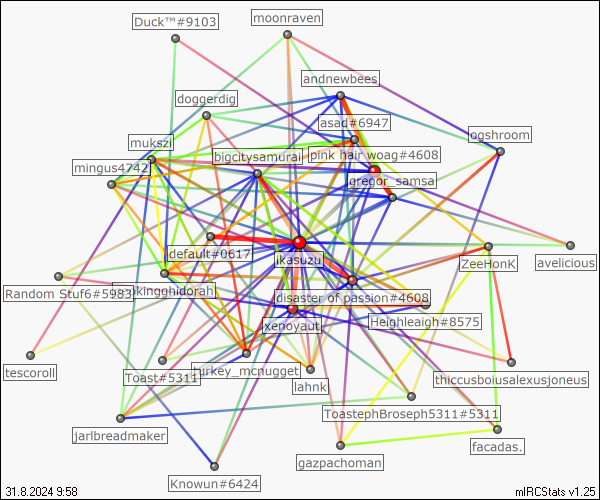 Duck™#9103
moonraven
andnewbees
doggerdig
asad#6947
ogshroom
mukszi
bigcitysamurai
pink hair woag#4608
mingus4742
gregor_samsa
default#0617
ikasuzu
ZeeHonK
avelicious
Random Stuf6#5983
kingghidorah
disaster of passion#4608
xenoyaut
Heighleaigh#8575
tescoroll
Toast#5311
turkey_mcnugget
lahnk
thiccusboiusalexusjoneus
ToastephBroseph5311#5311
jarlbreadmaker
facadas.
gazpachoman
Knowun#6424
31.8.2024 9:58
mIRCStats v1.25